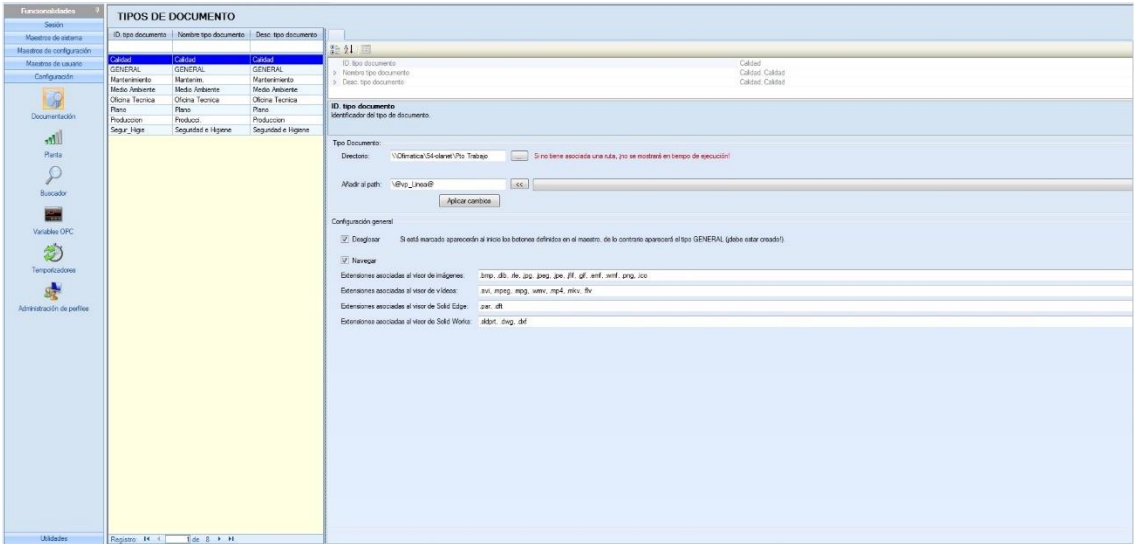 Funcionalidades
Sesión
Maestros de sistema
Maestros de configuración
Maestros de usuario
Configuración
Documentación
Planta
Buscador
Variables OPC
Temporizadores
Administración de perfiles
Utilidades
TIPOS DE DOCUMENTO
ID. tipo documento Nombre tipo documento Desc. tipo documento
Calidad Calidad Calidad
GENERAL GENERAL GENERAL
Mantenimiento Mantenim. Mantenimiento
Medio Ambiente Medio Ambiente Medio Ambiente
Oficina Tecnica Oficina Tecnica Oficina Tecnica
Plano Plano Plano
Produccion Producci. Produccion
Segur_Higie Seguridad e Higiene Seguridad e Higiene
Registro: 1 de 8
ID. tipo documento Calidad
Nombre tipo documento Calidad, Calidad
Desc. tipo documento Calidad, Calidad
ID. tipo documento
Identificador del tipo de documento.
Tipo Documento:
Directorio: \\Ofimatica\54-olanet\Pto Trabajo ... Si no tiene asociada una ruta, ¡no se mostrará en tiempo de ejecución!
Añadir al path: \@vp_Linea@ <<
Aplicar cambios
Configuración general
Desglosar Si está marcado aparecerán al inicio los botones definidos en el maestro, de lo contrario aparecerá el tipo GENERAL (¡debe estar creado!).
Navegar
Extensiones asociadas al visor de imágenes: .bmp, .dib, .rle, .jpg, .jpeg, .jpe, .jfif, .gif, .emf, .wmf, .png, .ico
Extensiones asociadas al visor de vídeos: .avi, .mpeg, .mpg, .wmv, .mp4, .mkv, .flv
Extensiones asociadas al visor de Solid Edge: .par, .dft
Extensiones asociadas al visor de Solid Works: .sldprt, .dwg, .dxf